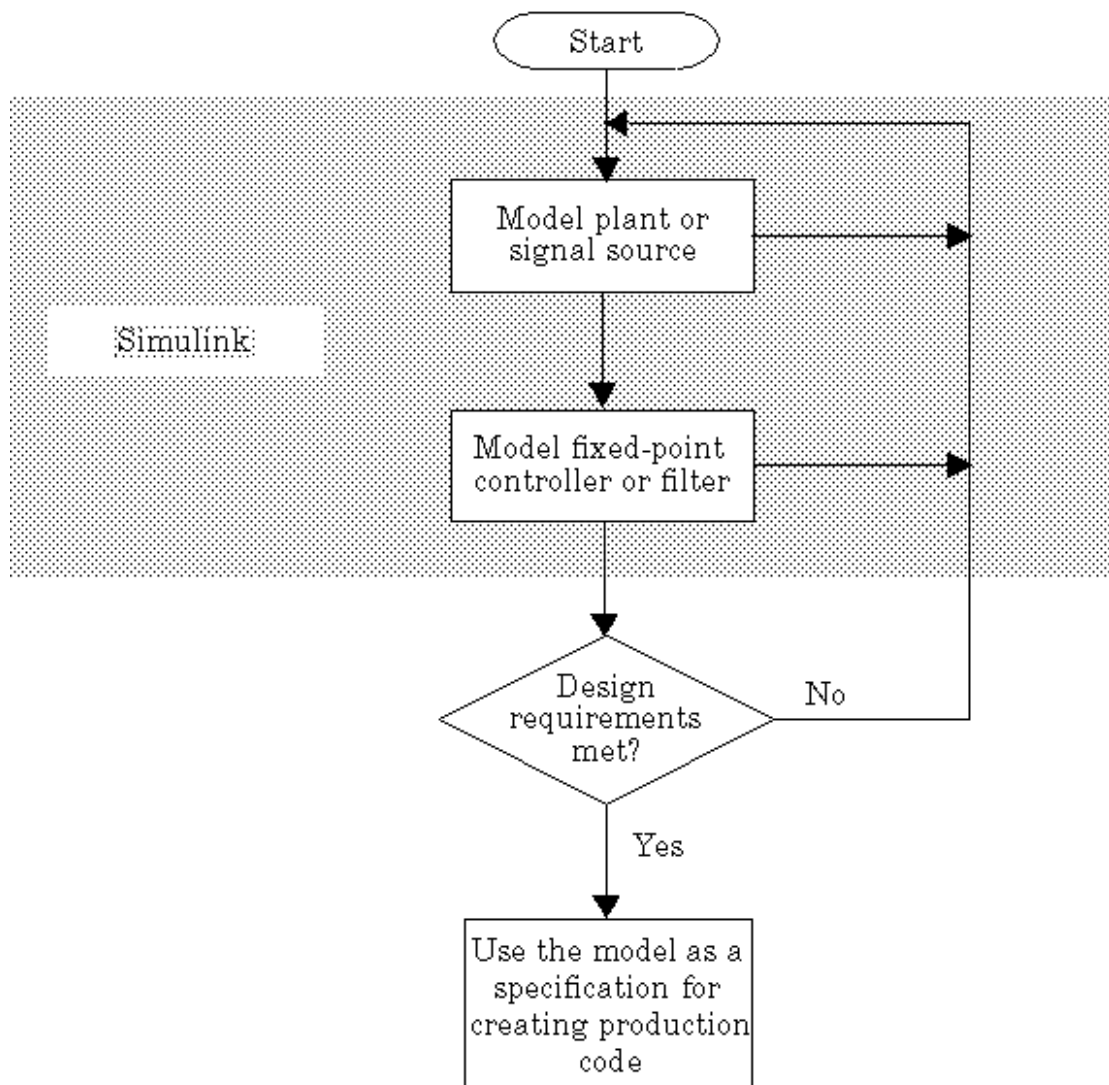 Start
Model plant or
signal source
Simulink
Model fixed-point
controller or filter
Design
requirements
met?
No
Yes
Use the model as a
specification for
creating production
code